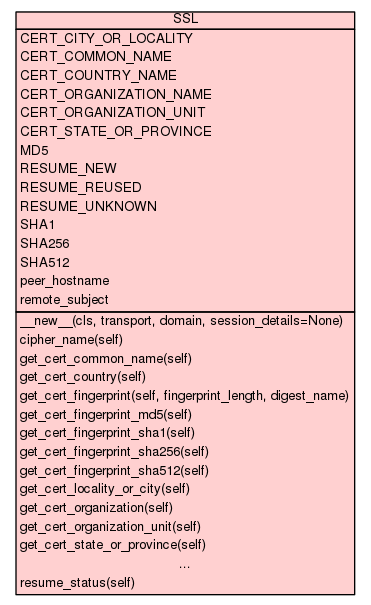 SSL
CERT_CITY_OR_LOCALITY
CERT_COMMON_NAME
CERT_COUNTRY_NAME
CERT_ORGANIZATION_NAME
CERT_ORGANIZATION_UNIT
CERT_STATE_OR_PROVINCE
MD5
RESUME_NEW
RESUME_REUSED
RESUME_UNKNOWN
SHA1
SHA256
SHA512
peer_hostname
remote_subject
__new__(cls, transport, domain, session_details=None)
cipher_name(self)
get_cert_common_name(self)
get_cert_country(self)
get_cert_fingerprint(self, fingerprint_length, digest_name)
get_cert_fingerprint_md5(self)
get_cert_fingerprint_sha1(self)
get_cert_fingerprint_sha256(self)
get_cert_fingerprint_sha512(self)
get_cert_locality_or_city(self)
get_cert_organization(self)
get_cert_organization_unit(self)
get_cert_state_or_province(self)
...
resume_status(self)